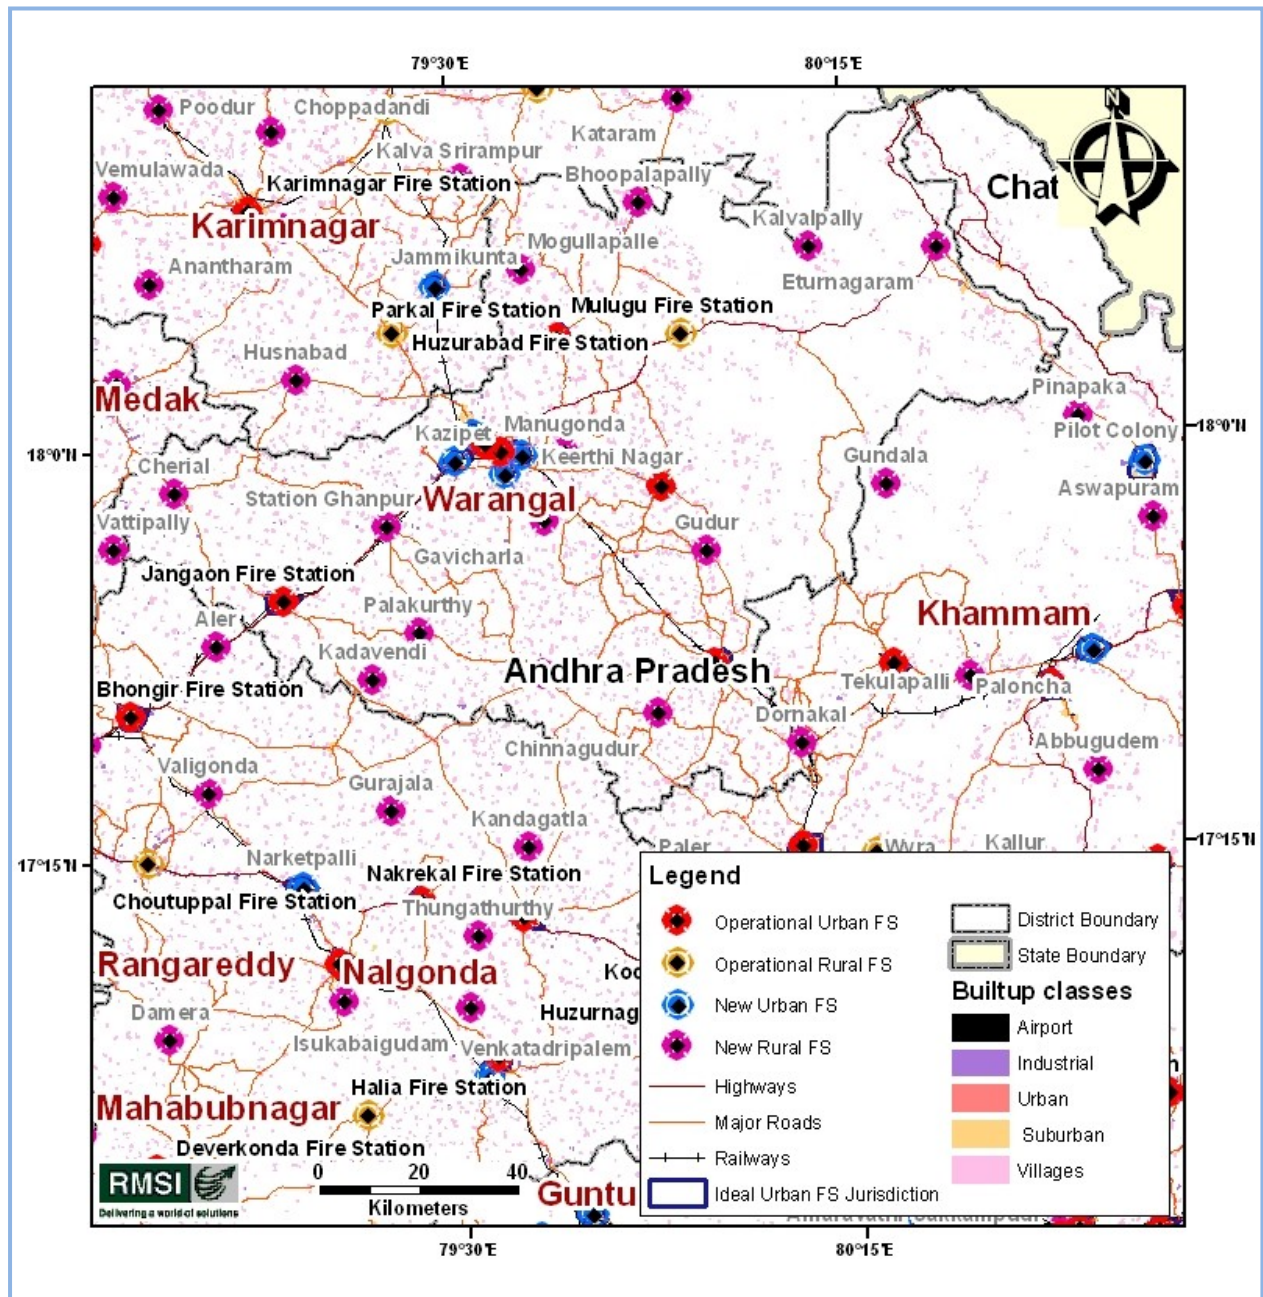 79°30'E
80°15'E
N
Poodur
Choppadandi
Kataram
Kalva Srirampur
Vemulawada
Bhoopalapally
Karimnagar Fire Station
Chat
Karimnagar
Kalvalpally
Mogullapalle
Jammikunta
Anantharam
Eturnagaram
Parkal Fire Station
Mulugu Fire Station
Huzurabad Fire Station
Husnabad
Pinapaka
Medak
Manugonda
Kazipet
Pilot Colony
18°0'N
18°0'N
Keerthi Nagar
Gundala
Cherial
Station Ghanpur
Warangal
Aswapuram
Vattipally
Gudur
Gavicharla
Jangaon Fire Station
Palakurthy
Khammam
Aler
Kadavendi
Andhra Pradesh
Tekulapalli
Paloncha
Bhongir Fire Station
Dornakal
Chinnagudur
Abbugudem
Valigonda
Gurajala
Kandagatla
Paler
Wyra
Kallur
17°15'N
17°15'N
Narketpalli
Nakrekal Fire Station
Choutuppal Fire Station
Thungathurthy
Rangareddy
Nalgonda
Koo
Damera
Huzurnag
Isukabaigudam
Venkatadripalem
Halia Fire Station
Mahabubnagar
Deverkonda Fire Station
Guntu
Legend
Operational Urban FS
Operational Rural FS
New Urban FS
New Rural FS
Highways
Major Roads
Railways
Ideal Urban FS Jurisdiction
District Boundary
State Boundary
Builtup classes
Airport
Industrial
Urban
Suburban
Villages
RMSI
Delivering a world of solutions
0 20 40
Kilometers
79°30'E
80°15'E